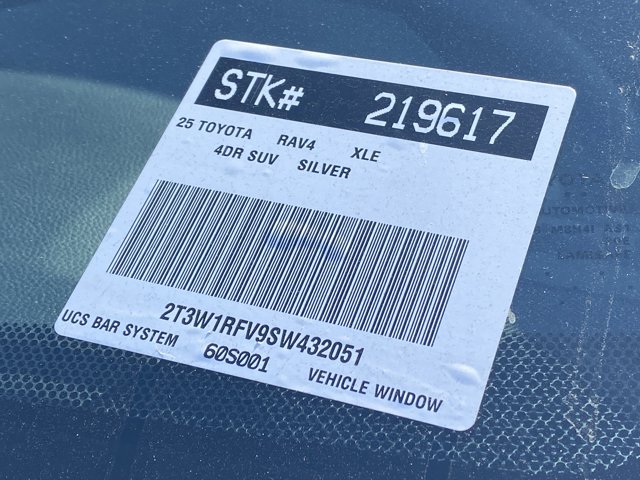 STK# 219617
25 TOYOTA RAV4 XLE
4DR SUV SILVER
2T3W1RFV9SW432051
UCS BAR SYSTEM 60S001 VEHICLE WINDOW